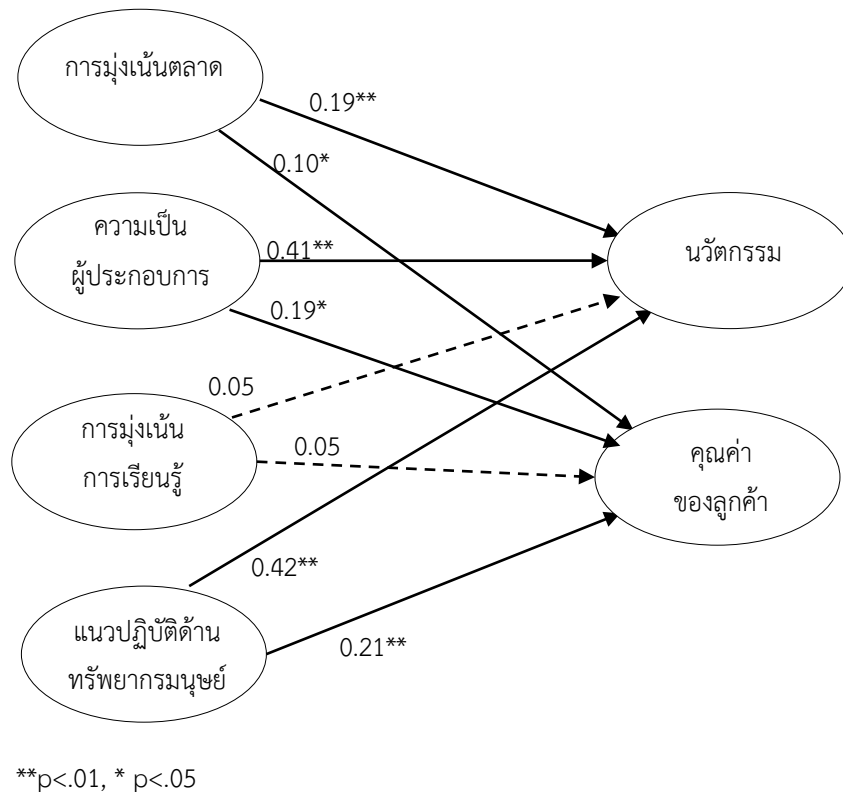 การมุ่งเน้นตลาด
0.19**
0.10*
ความเป็น
ผู้ประกอบการ
0.41**
นวัตกรรม
0.19*
0.05
การมุ่งเน้น
การเรียนรู้
0.05
คุณค่า
ของลูกค้า
0.42**
แนวปฏิบัติด้าน
ทรัพยากรมนุษย์
0.21**
**p<.01, * p<.05